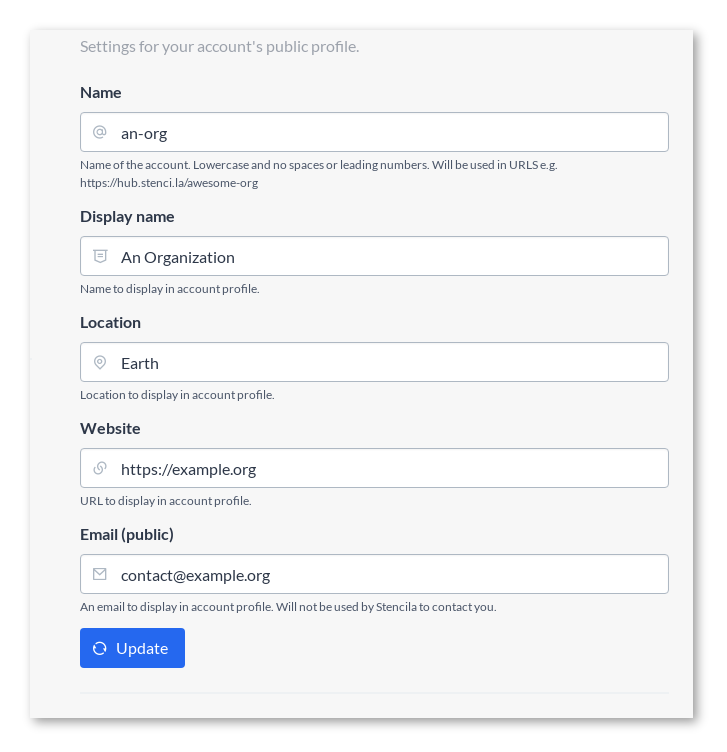 Settings for your account's public profile.
Name
an-org
Name of the account. Lowercase and no spaces or leading numbers. Will be used in URLS e.g.
https://hub.stenci.la/awesome-org
Display name
An Organization
Name to display in account profile.
Location
Earth
Location to display in account profile.
Website
https://example.org
URL to display in account profile.
Email (public)
contact@example.org
An email to display in account profile. Will not be used by Stencila to contact you.
Update